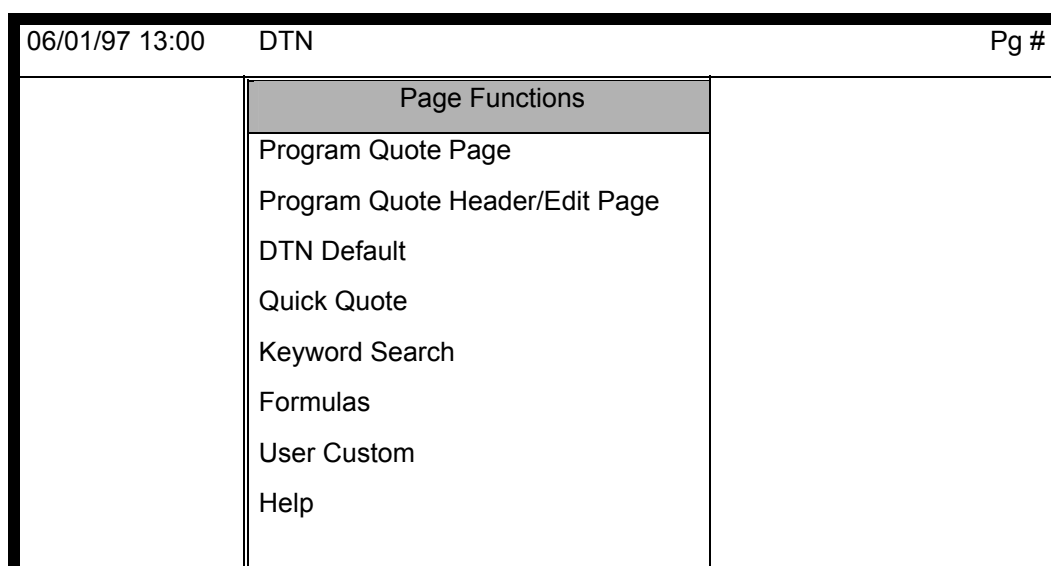 06/01/97 13:00 DTN Pg #
Page Functions
Program Quote Page
Program Quote Header/Edit Page
DTN Default
Quick Quote
Keyword Search
Formulas
User Custom
Help